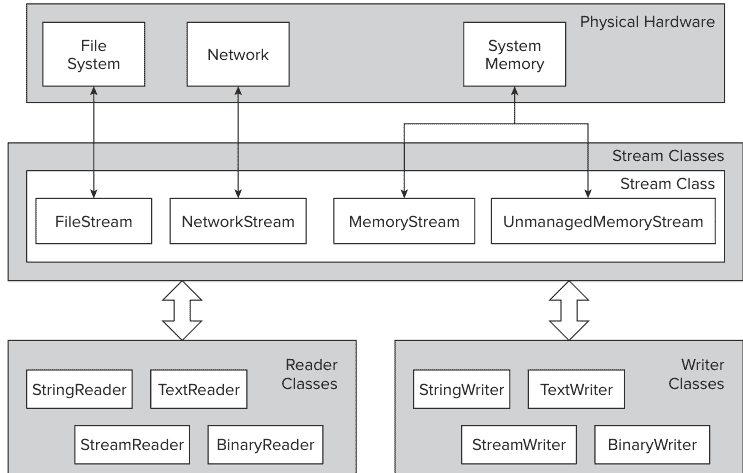 Physical Hardware
File
System
Network
System
Memory
Stream Classes
Stream Class
FileStream
NetworkStream
MemoryStream
UnmanagedMemoryStream
Reader
Classes
StringReader
TextReader
StreamReader
BinaryReader
Writer
Classes
StringWriter
TextWriter
StreamWriter
BinaryWriter